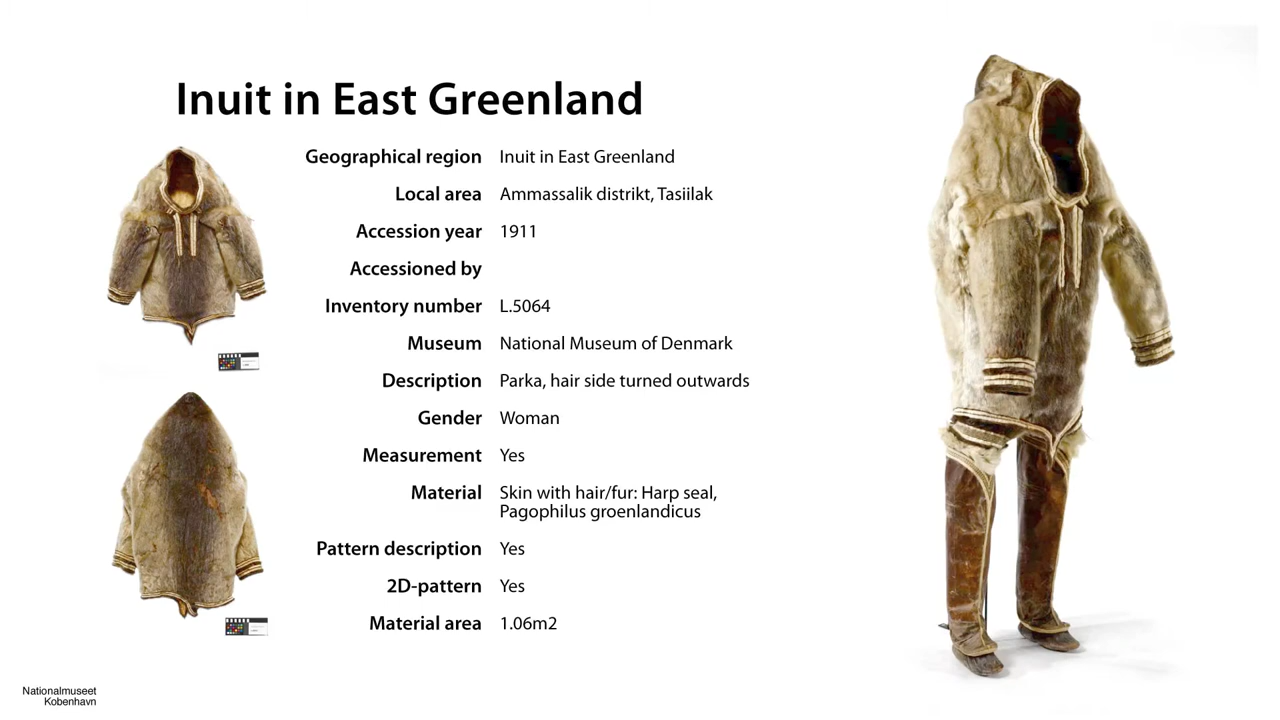 Inuit in East Greenland
Geographical region Inuit in East Greenland
Local area Ammassalik distrikt, Tasiilak
Accession year 1911
Accessioned by
Inventory number L.5064
Museum National Museum of Denmark
Description Parka, hair side turned outwards
Gender Woman
Measurement Yes
Material Skin with hair/fur: Harp seal,
Pagophilus groenlandicus
Pattern description Yes
2D-pattern Yes
Material area 1.06m2
Nationalmuseet
Kobenhavn